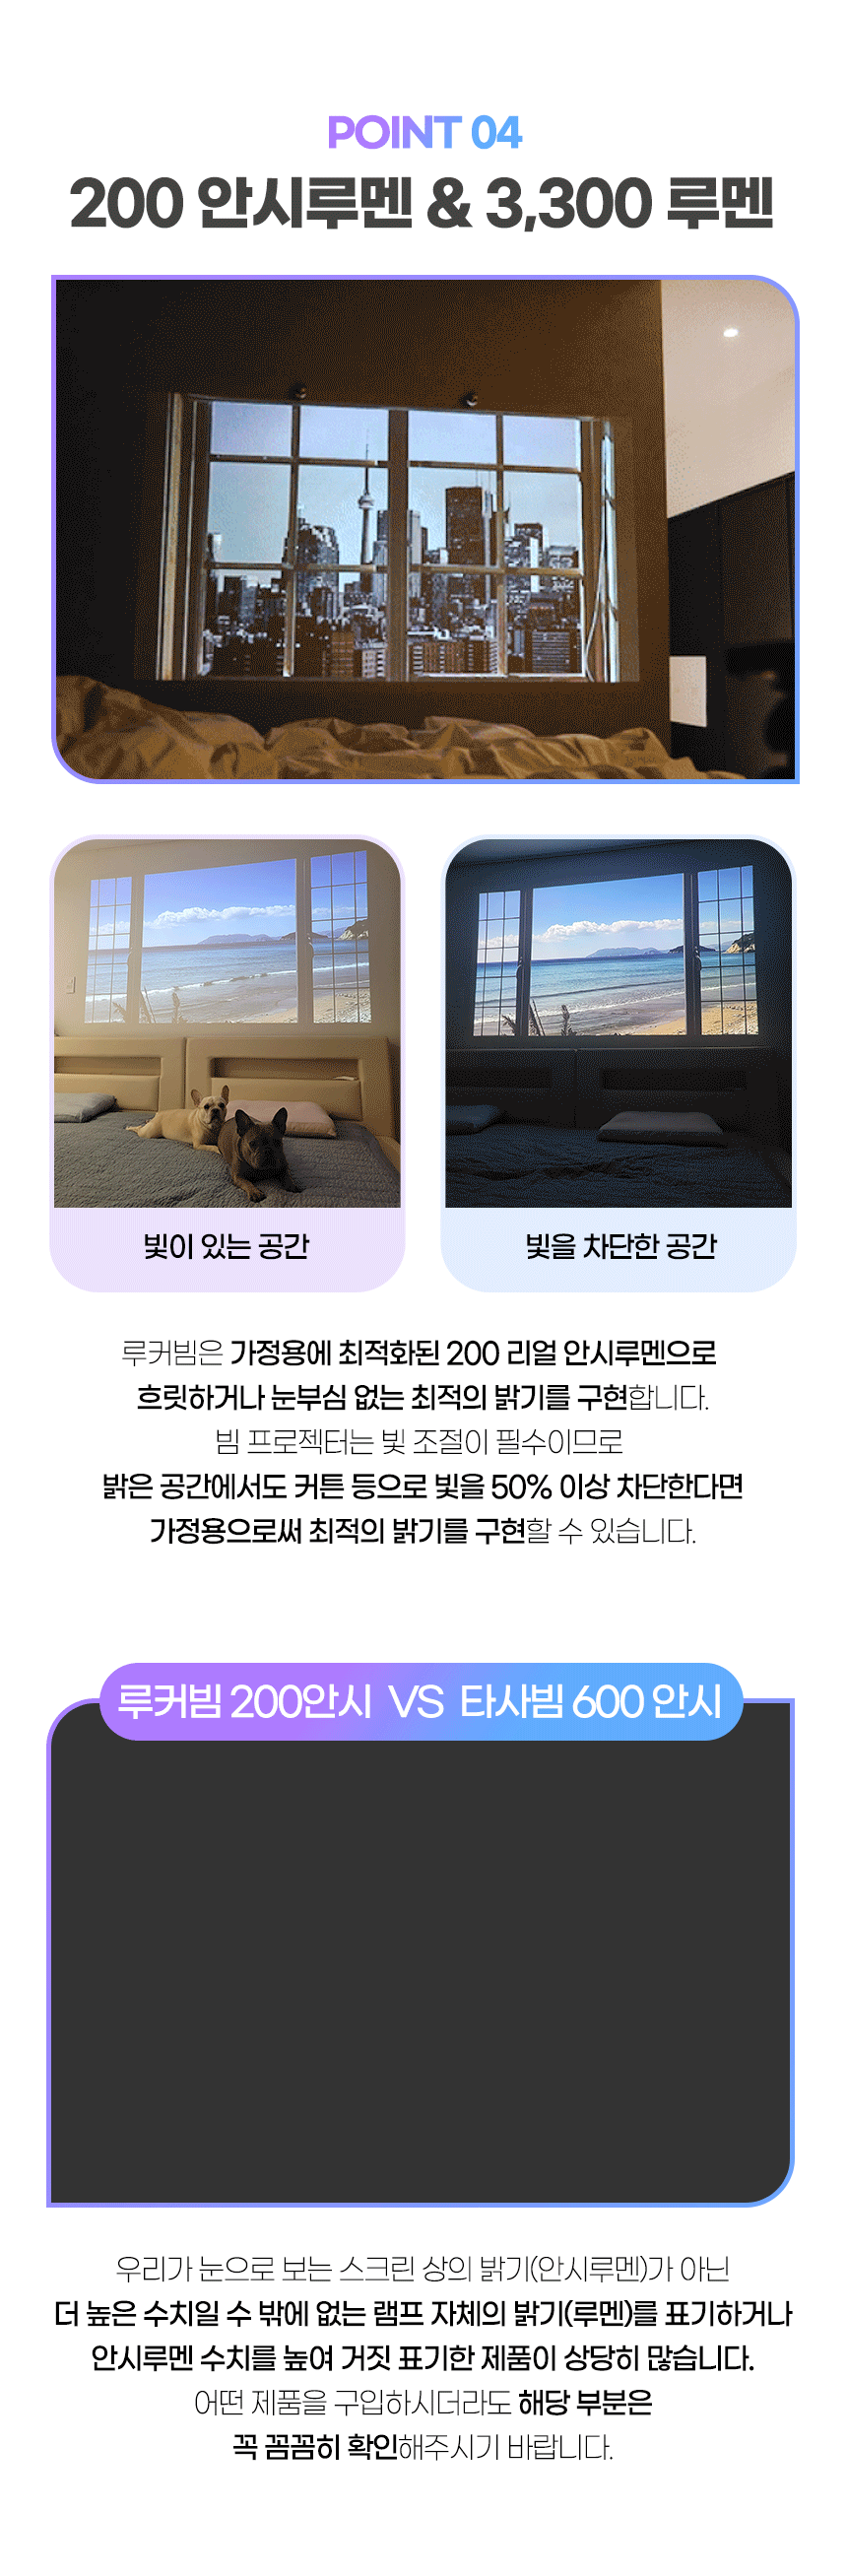 POINT 04
200 안시루멘 & 3,300 루멘
빛이 있는 공간
빛을 차단한 공간
루커빔은 가정용에 최적화된 200 리얼 안시루멘으로
흐릿하거나 눈부심 없는 최적의 밝기를 구현합니다.
빔 프로젝터는 빛 조절이 필수이므로
밝은 공간에서도 커튼 등으로 빛을 50% 이상 차단한다면
가정용으로써 최적의 밝기를 구현할 수 있습니다.
루커빔 200안시 VS 타사빔 600 안시
우리가 눈으로 보는 스크린 상의 밝기(안시루멘)가 아닌
더 높은 수치일 수 밖에 없는 램프 자체의 밝기(루멘)를 표기하거나
안시루멘 수치를 높여 거짓 표기한 제품이 상당히 많습니다.
어떤 제품을 구입하시더라도 해당 부분은
꼭 꼼꼼히 확인해주시기 바랍니다.